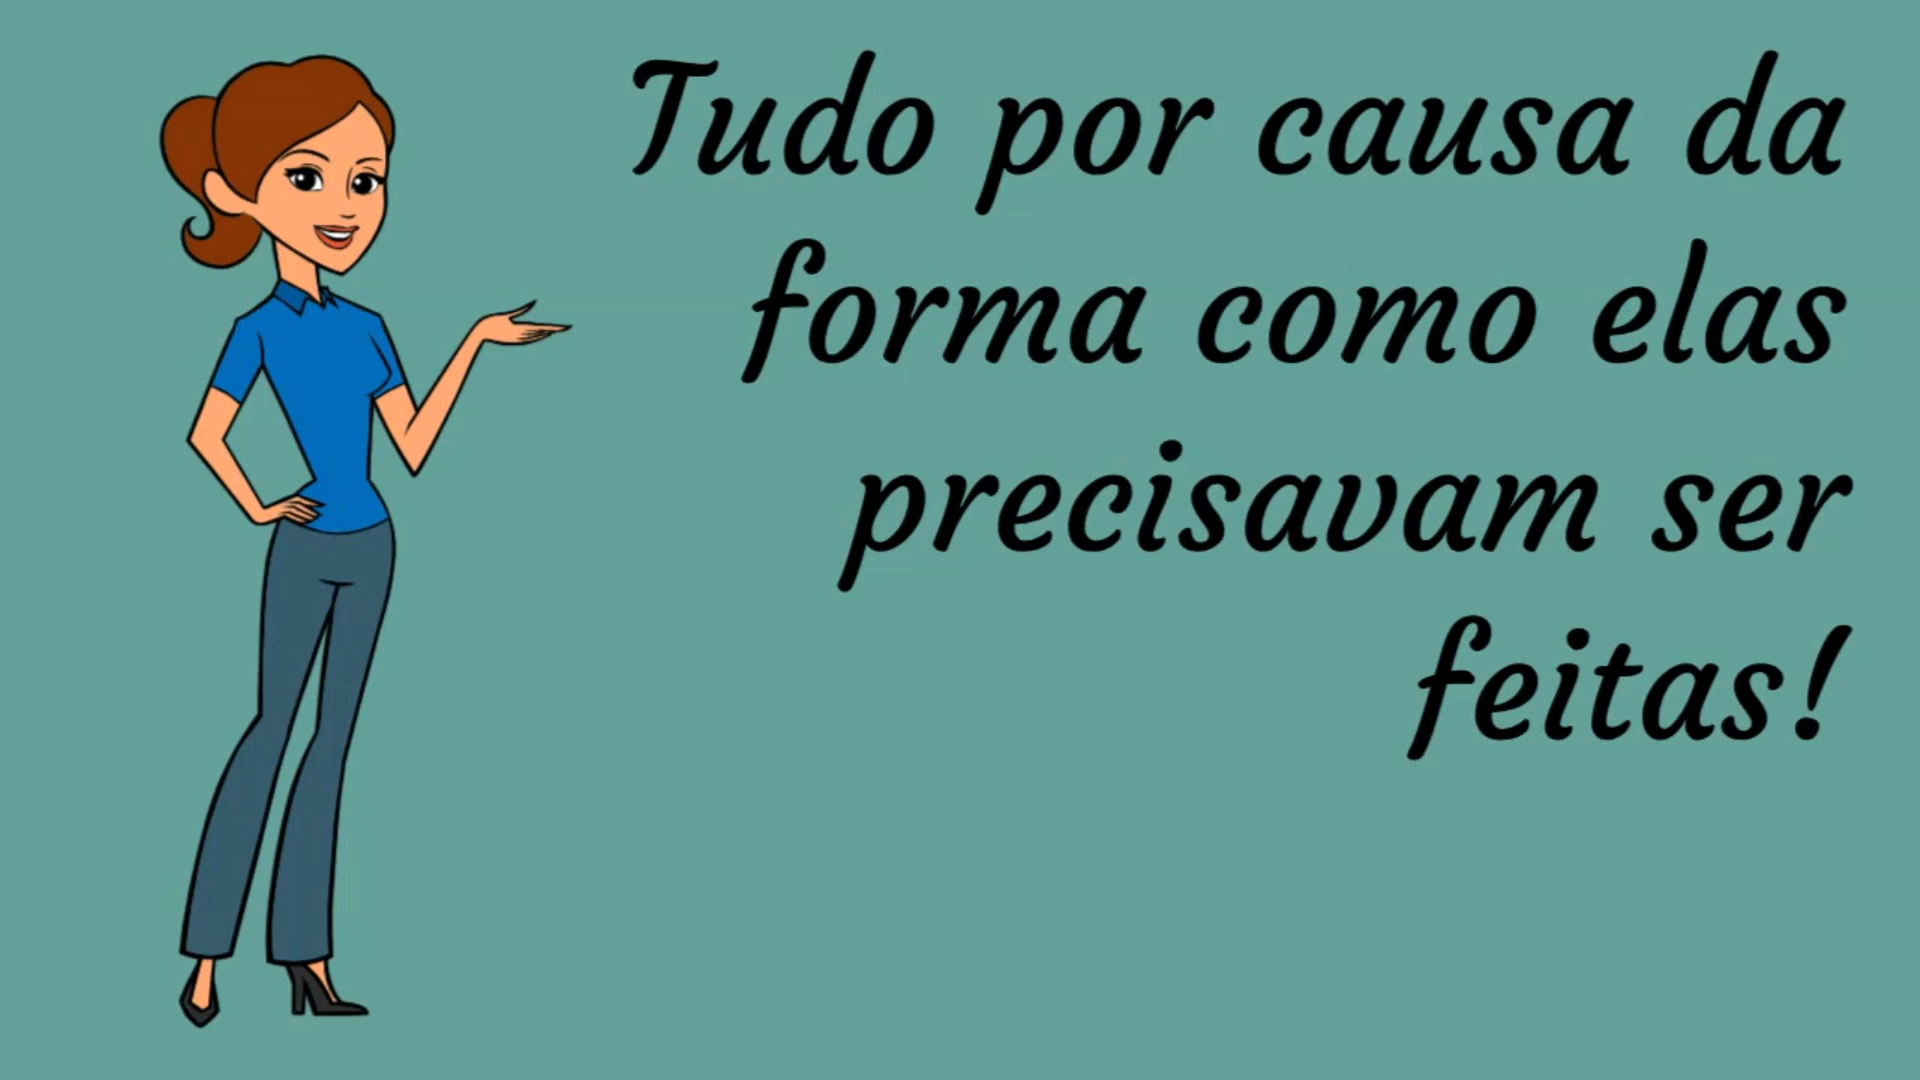 Tudo por causa da
forma como elas
precisavam ser
feitas!